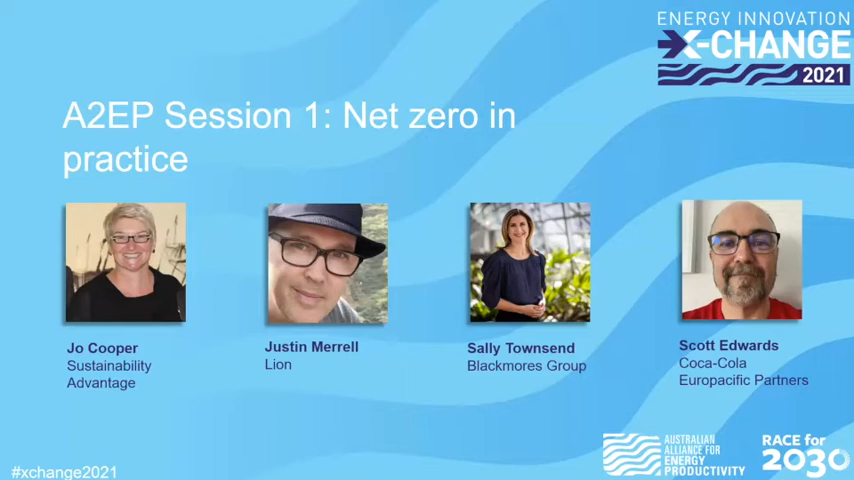 ENERGY INNOVATION
X-CHANGE
2021
A2EP Session 1: Net zero in
practice
Jo Cooper
Sustainability
Advantage
Justin Merrell
Lion
Sally Townsend
Blackmores Group
Scott Edwards
Coca-Cola
Europacific Partners
#xchange2021
AUSTRALIAN
ALLIANCE FOR
ENERGY
PRODUCTIVITY
RACE for
2030